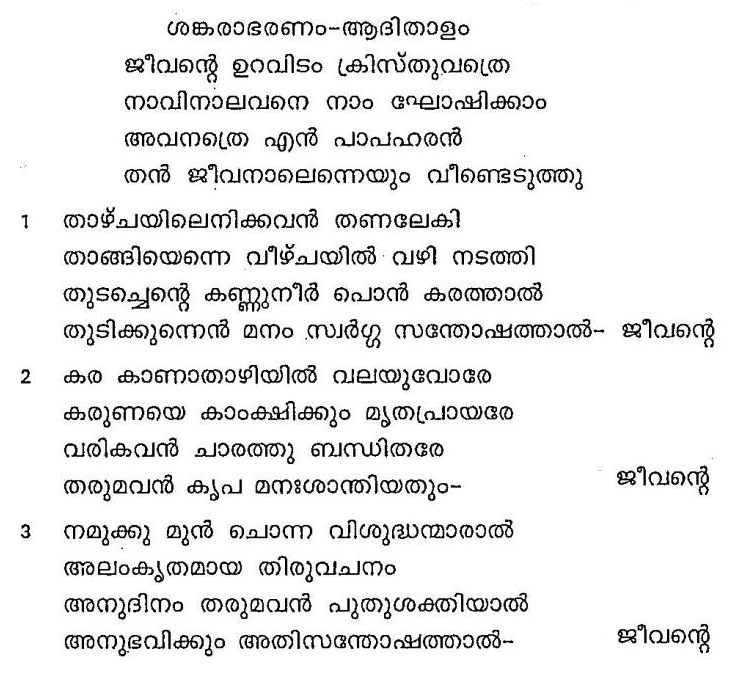 ശങ്കരാഭരണം-ആദിതാളം
ജീവന്റെ ഉറവിടം ക്രിസ്തുവത്രെ
നാവിനാലവനെ നാം ഘോഷിക്കാം
അവനത്രെ എൻ പാപഹരൻ
തൻ ജീവനാലെന്നെയും വീണ്ടെടുത്തു
1 താഴ്ചയിലെനിക്കവൻ തണലേകി
താങ്ങിയെന്നെ വീഴ്ചയിൽ വഴി നടത്തി
തുടച്ചെന്റെ കണ്ണുനീർ പൊൻ കരത്താൽ
തുടിക്കുന്നെൻ മനം സ്വർഗ്ഗ സന്തോഷത്താൽ- ജീവന്റെ
2 കര കാണാതാഴിയിൽ വലയുവോരേ
കരുണയെ കാംക്ഷിക്കും മൃതപ്രായരേ
വരികവൻ ചാരത്തു ബന്ധിതരേ
തരുമവൻ കൃപ മനഃശാന്തിയതും- ജീവന്റെ
3 നമുക്കു മുൻ ചൊന്ന വിശുദ്ധന്മാരാൽ
അലംകൃതമായ തിരുവചനം
അനുദിനം തരുമവൻ പുതുശക്തിയാൽ
അനുഭവിക്കും അതിസന്തോഷത്താൽ- ജീവന്റെ